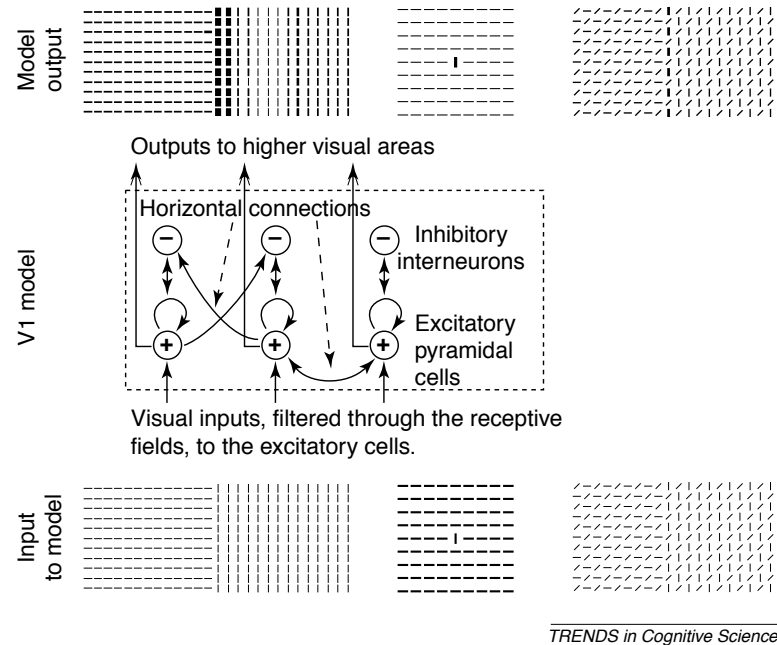 Model
output
Outputs to higher visual areas
Horizontal connections
−
−
−
Inhibitory
interneurons
V1 model
+
+
+
Excitatory
pyramidal
cells
Visual inputs, filtered through the receptive
fields, to the excitatory cells.
Input
to model
TRENDS in Cognitive Science